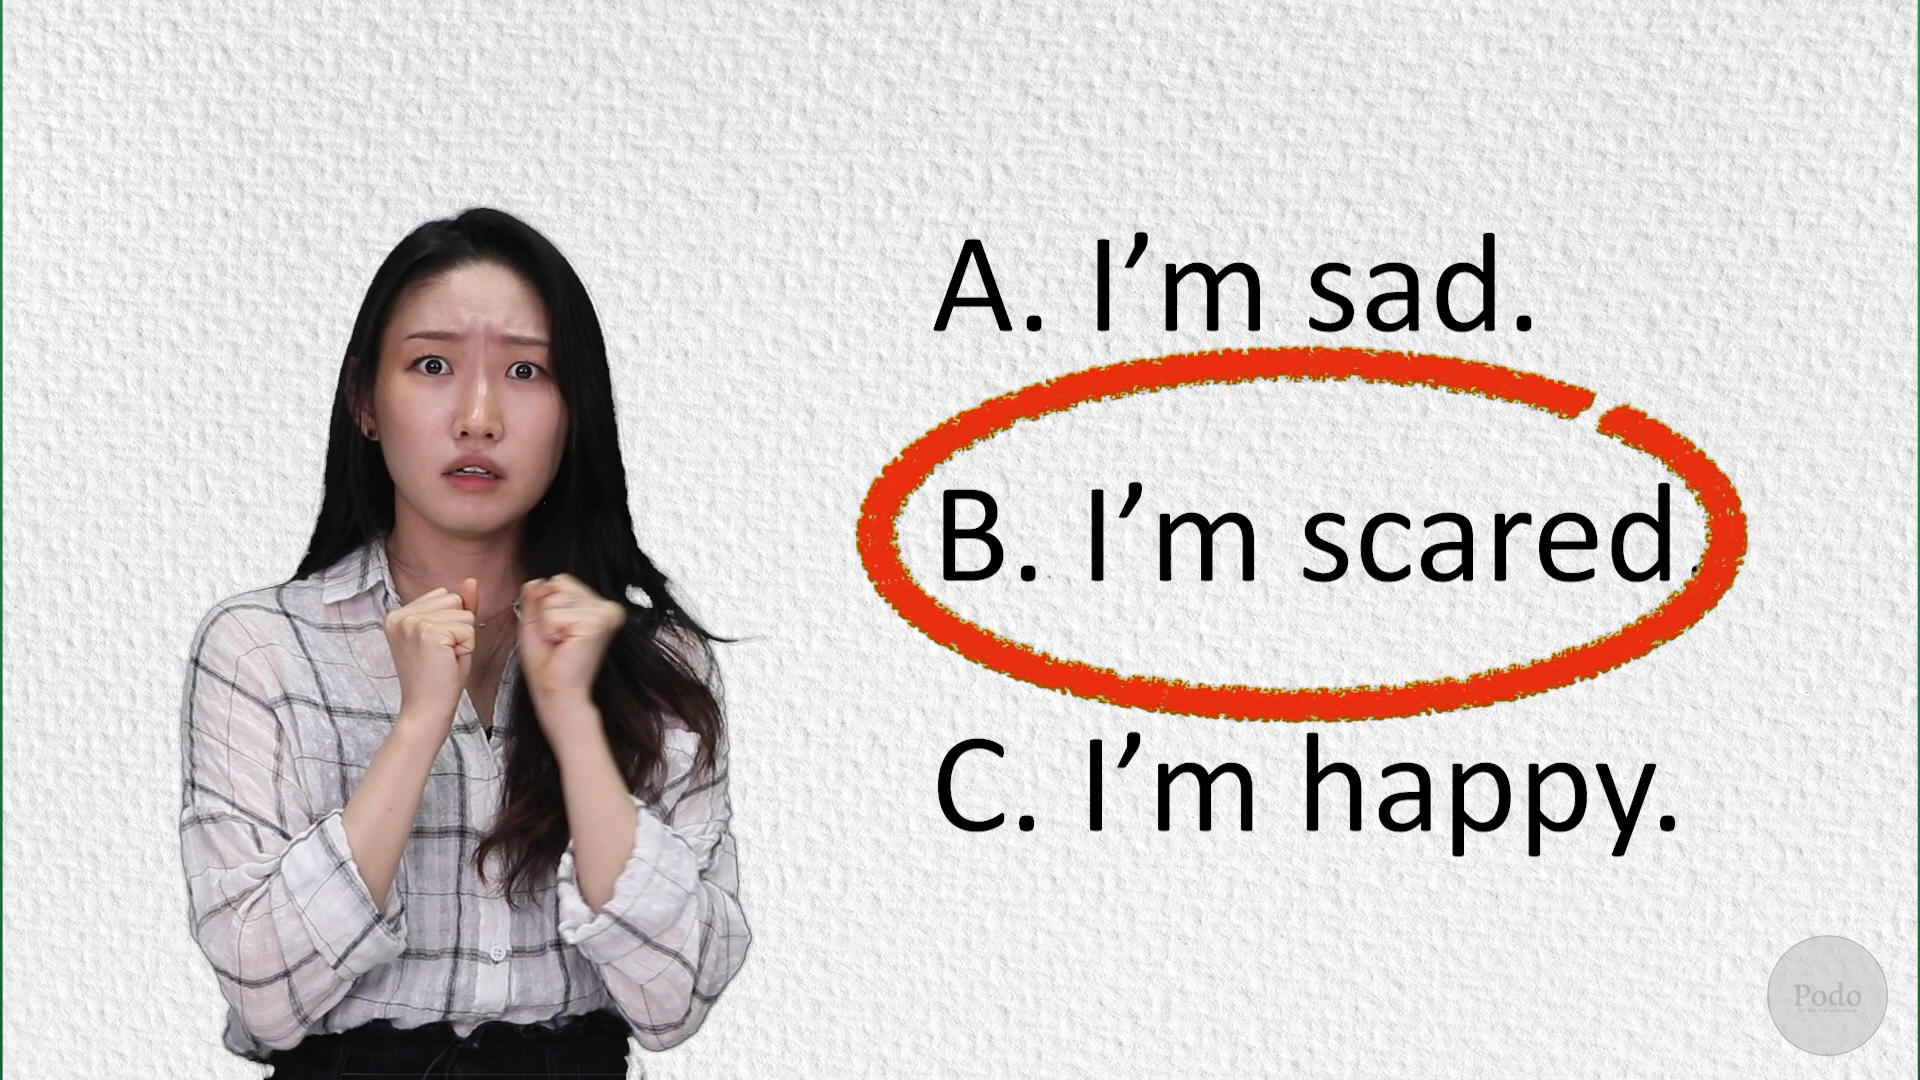 A. I’m sad.
B. I’m scared.
C. I’m happy.
Podo